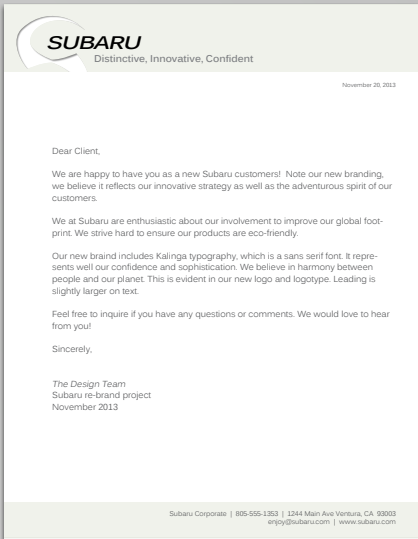 SUBARU
Distinctive, Innovative, Confident
November 20, 2013
Dear Client,
We are happy to have you as a new Subaru customers!  Note our new branding,
we believe it reflects our innovative strategy as well as the adventurous spirit of our
customers.
We at Subaru are enthusiastic about our involvement to improve our global foot-
print. We strive hard to ensure our products are eco-friendly.
Our new braind includes Kalinga typography, which is a sans serif font. It repre-
sents well our confidence and sophistication. We believe in harmony between
people and our planet. This is evident in our new logo and logotype. Leading is
slightly larger on text.
Feel free to inquire if you have any questions or comments. We would love to hear
from you!
Sincerely,
The Design Team
Subaru re-brand project
November 2013
Subaru Corporate | 805-555-1353 | 1244 Main Ave Ventura, CA 93003
enjoy@subaru.com | www.subaru.com